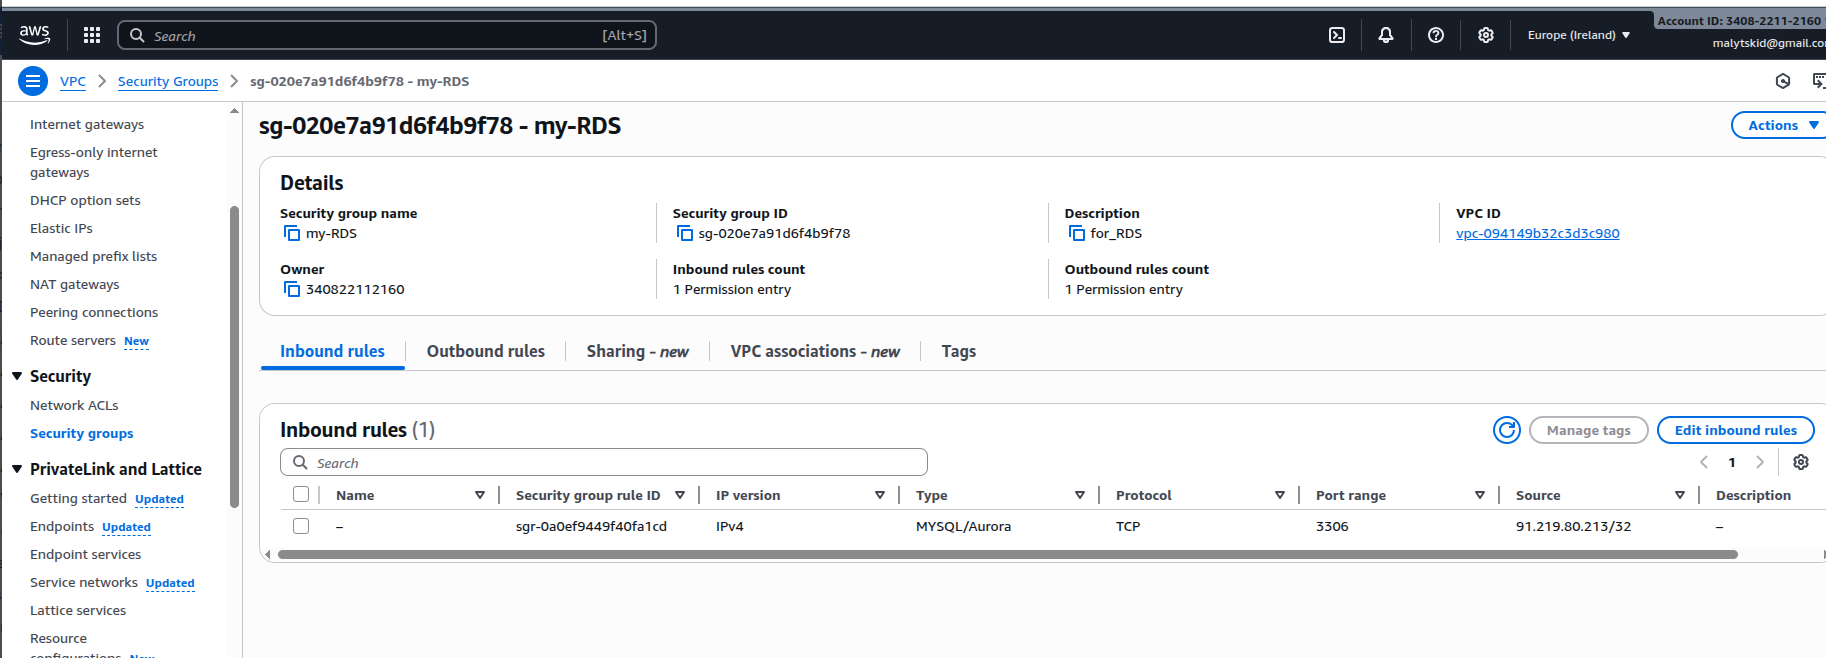 aws
Search
[Alt+S]
Europe (Ireland)
Account ID: 3408-2211-2160
malytskid@gmail.co
VPC
Security Groups
sg-020e7a91d6f4b9f78 - my-RDS
Internet gateways
Egress-only internet
gateways
DHCP option sets
Elastic IPs
Managed prefix lists
NAT gateways
Peering connections
Route servers New
Security
Network ACLs
Security groups
PrivateLink and Lattice
Getting started Updated
Endpoints Updated
Endpoint services
Service networks Updated
Lattice services
Resource
configurations New
sg-020e7a91d6f4b9f78 - my-RDS
Actions
Details
Security group name
my-RDS
Security group ID
sg-020e7a91d6f4b9f78
Description
for_RDS
VPC ID
vpc-094149b32c3d3c980
Owner
340822112160
Inbound rules count
1 Permission entry
Outbound rules count
1 Permission entry
Inbound rules
Outbound rules
Sharing - new
VPC associations - new
Tags
Inbound rules (1)
Manage tags
Edit inbound rules
Search
1
Name Security group rule ID IP version Type Protocol Port range Source Description
– sgr-0a0ef9449f40fa1cd IPv4 MYSQL/Aurora TCP 3306 91.219.80.213/32 –